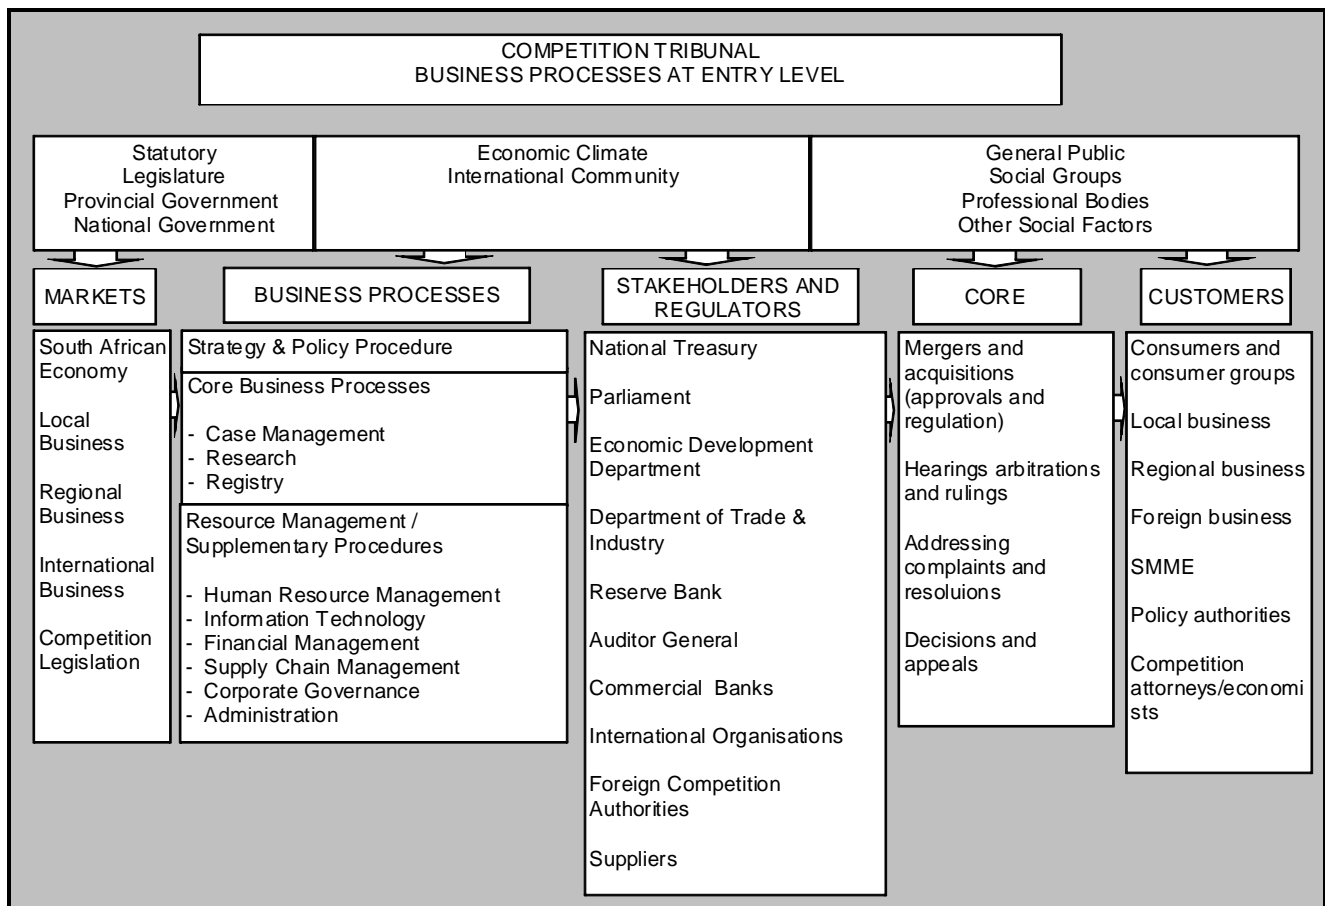 COMPETITION TRIBUNAL
BUSINESS PROCESSES AT ENTRY LEVEL
Statutory
Legislature
Provincial Government
National Government
Economic Climate
International Community
General Public
Social Groups
Professional Bodies
Other Social Factors
MARKETS
BUSINESS PROCESSES
STAKEHOLDERS AND
REGULATORS
CORE
CUSTOMERS
South African
Economy
Local
Business
Regional
Business
International
Business
Competition
Legislation
Strategy & Policy Procedure
Core Business Processes
- Case Management
- Research
- Registry
Resource Management /
Supplementary Procedures
- Human Resource Management
- Information Technology
- Financial Management
- Supply Chain Management
- Corporate Governance
- Administration
National Treasury
Parliament
Economic Development
Department
Department of Trade &
Industry
Reserve Bank
Auditor General
Commercial Banks
International Organisations
Foreign Competition
Authorities
Suppliers
Mergers and
acquisitions
(approvals and
regulation)
Hearings arbitrations
and rulings
Addressing
complaints and
resoluions
Decisions and
appeals
Consumers and
consumer groups
Local business
Regional business
Foreign business
SMME
Policy authorities
Competition
attorneys/economi
sts